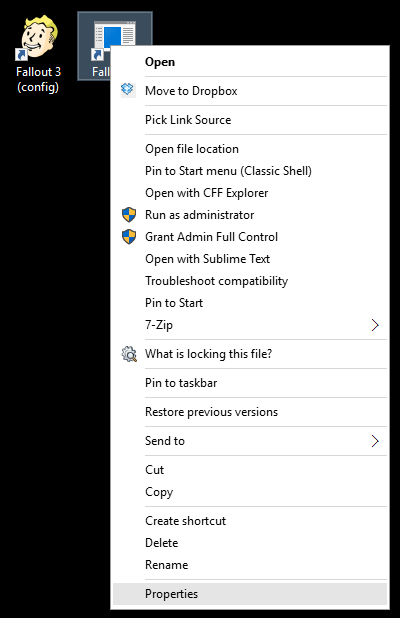 Fallout 3
(config)
Fall
Open
Move to Dropbox
Pick Link Source
Open file location
Pin to Start menu (Classic Shell)
Open with CFF Explorer
Run as administrator
Grant Admin Full Control
Open with Sublime Text
Troubleshoot compatibility
Pin to Start
7-Zip
What is locking this file?
Pin to taskbar
Restore previous versions
Send to
Cut
Copy
Create shortcut
Delete
Rename
Properties